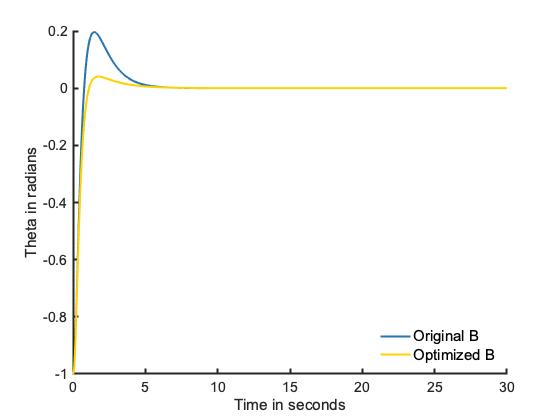 0.2
0
-0.2
-0.4
-0.6
-0.8
-1
Theta in radians
0 5 10 15 20 25 30
Time in seconds
Original B
Optimized B